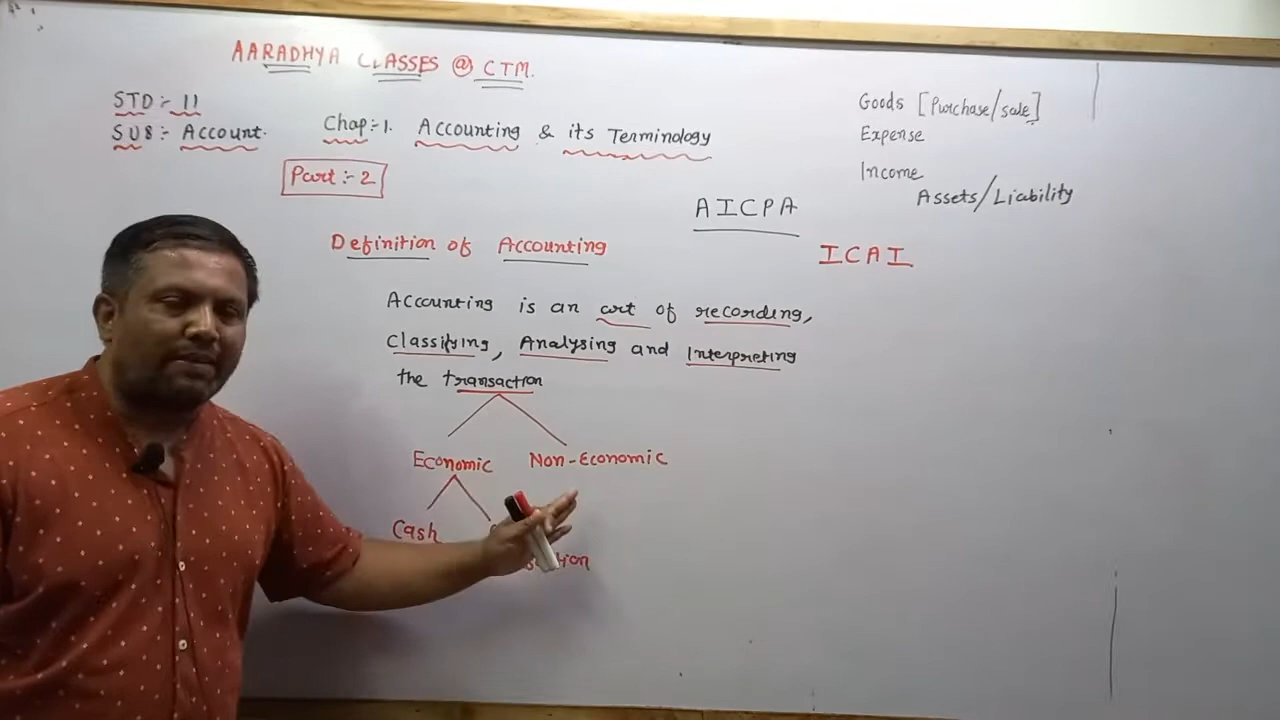 AARADHYA CLASSES @ CTM.
STD :- 11
SUB :- Account.
Chap :- 1. Accounting & its Terminology
Part :- 2
Goods [Purchase/sale]
Expense
Income
Assets/Liability
AICPA
ICAI
Definition of Accounting
Accounting is an art of recording,
Classifying, Analysing and Interpreting
the transaction
Economic Non-Economic
Cash